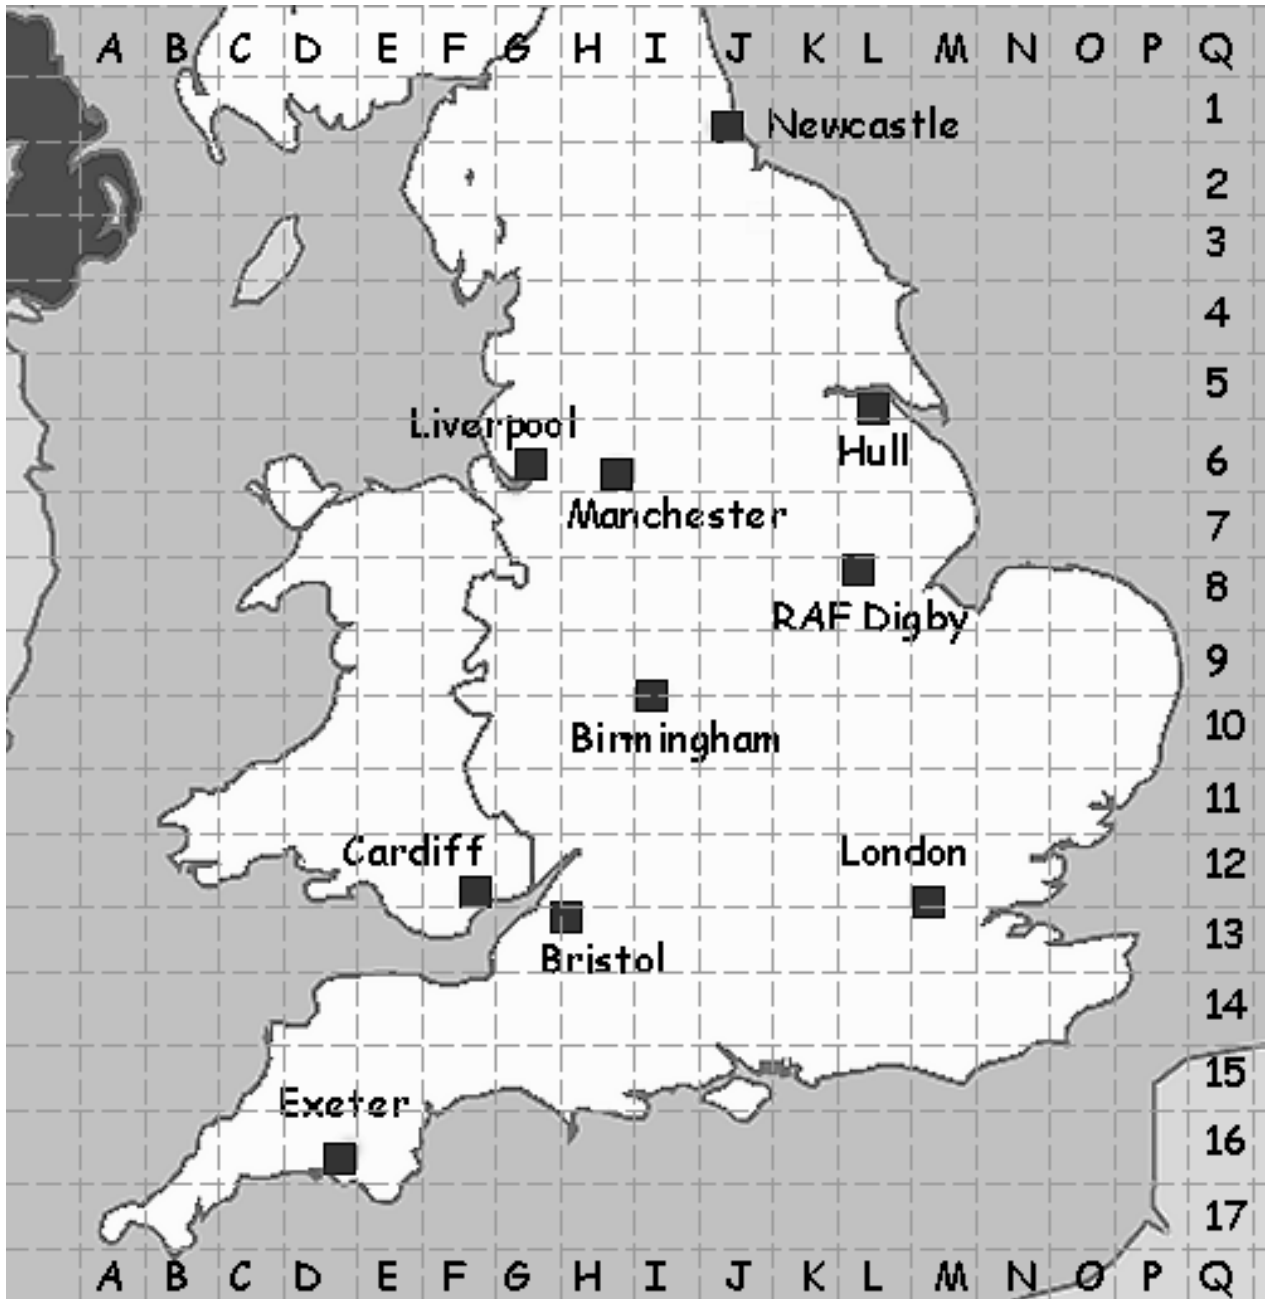 A B C D E F G H I J K L M N O P Q
1
Newcastle
2
3
4
5
Liverpool
Hull
6
Manchester
7
8
RAF Digby
9
10
Birmingham
11
Cardiff
London
12
13
Bristol
14
15
Exeter
16
17
A B C D E F G H I J K L M N O P Q